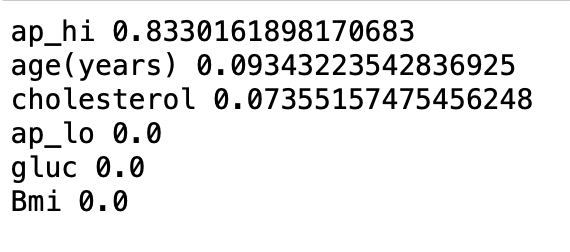 ap_hi 0.8330161898170683
age(years) 0.09343223542836925
cholesterol 0.07355157475456248
ap_lo 0.0
gluc 0.0
Bmi 0.0